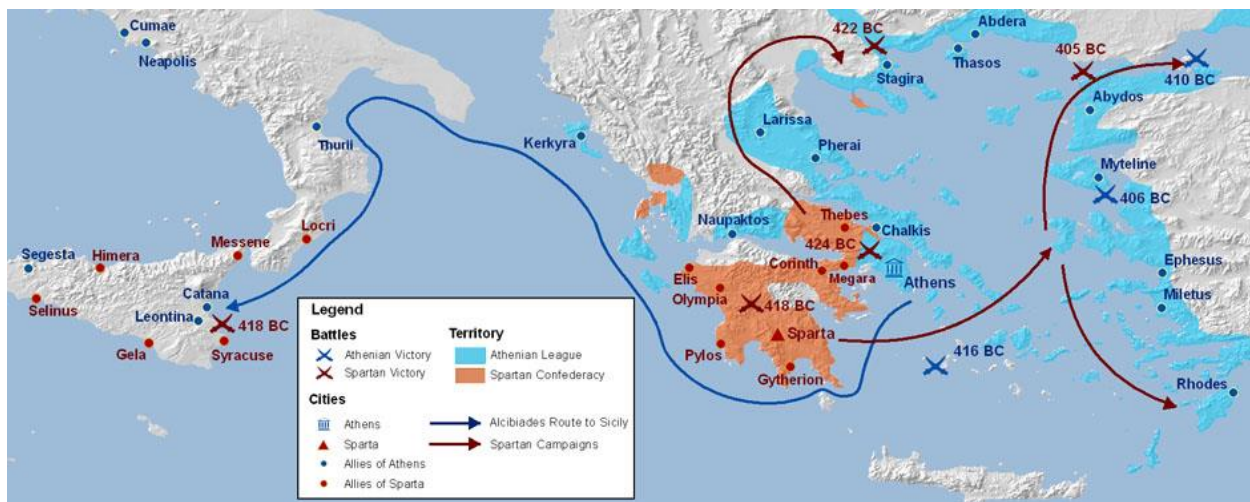 Cumae
Neapolis
Thurii
Kerkyra
422 BC
Abdera
Thasos
Stagira
405 BC
410 BC
Abydos
Larissa
Pherai
Myteline
406 BC
Naupaktos
Thebes
Chalkis
424 BC
Locri
Messene
Himera
Segesta
Selinus
Catana
Leontina
418 BC
Gela
Syracuse
Elis
Olympia
Corinth
Megara
Athens
418 BC
Sparta
Pylos
Gytherion
416 BC
Ephesus
Miletus
Rhodes
Legend
Battles
Athenian Victory
Spartan Victory
Territory
Athenian League
Spartan Confederacy
Cities
Athens
Sparta
Allies of Athens
Allies of Sparta
Alcibiades Route to Sicily
Spartan Campaigns